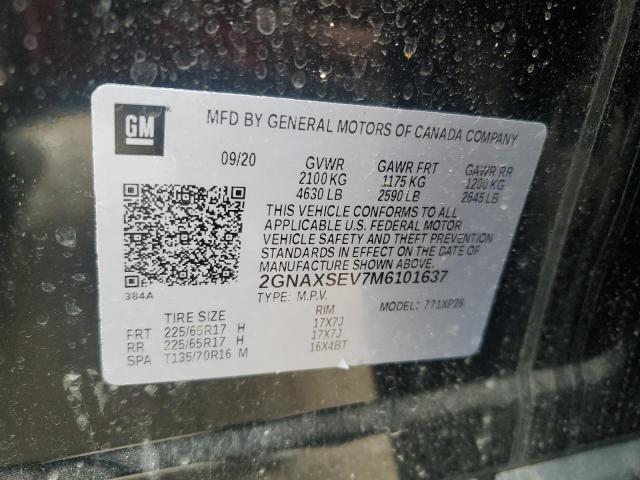 GM
MFD BY GENERAL MOTORS OF CANADA COMPANY
09/20 GVWR GAWR FRT GAWR RR
2100 KG 1175 KG 1200 KG
4630 LB 2590 LB 2645 LB
THIS VEHICLE CONFORMS TO ALL
APPLICABLE U.S. FEDERAL MOTOR
VEHICLE SAFETY AND THEFT PREVENTION
STANDARDS IN EFFECT ON THE DATE OF
MANUFACTURE SHOWN ABOVE.
384A
2GNAXSEV7M6101637
TYPE: M.P.V. MODEL: 771XP26
TIRE SIZE RIM
FRT 225/65R17 H 17X7J
RR 225/65R17 H 17X7J
SPA T135/70R16 M 16X4BT